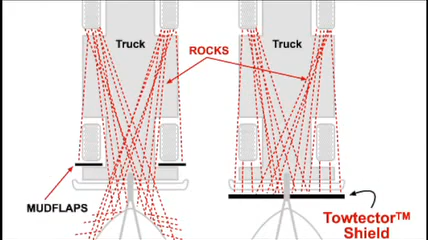 Truck
ROCKS
Truck
MUDFLAPS
Towtector™
Shield